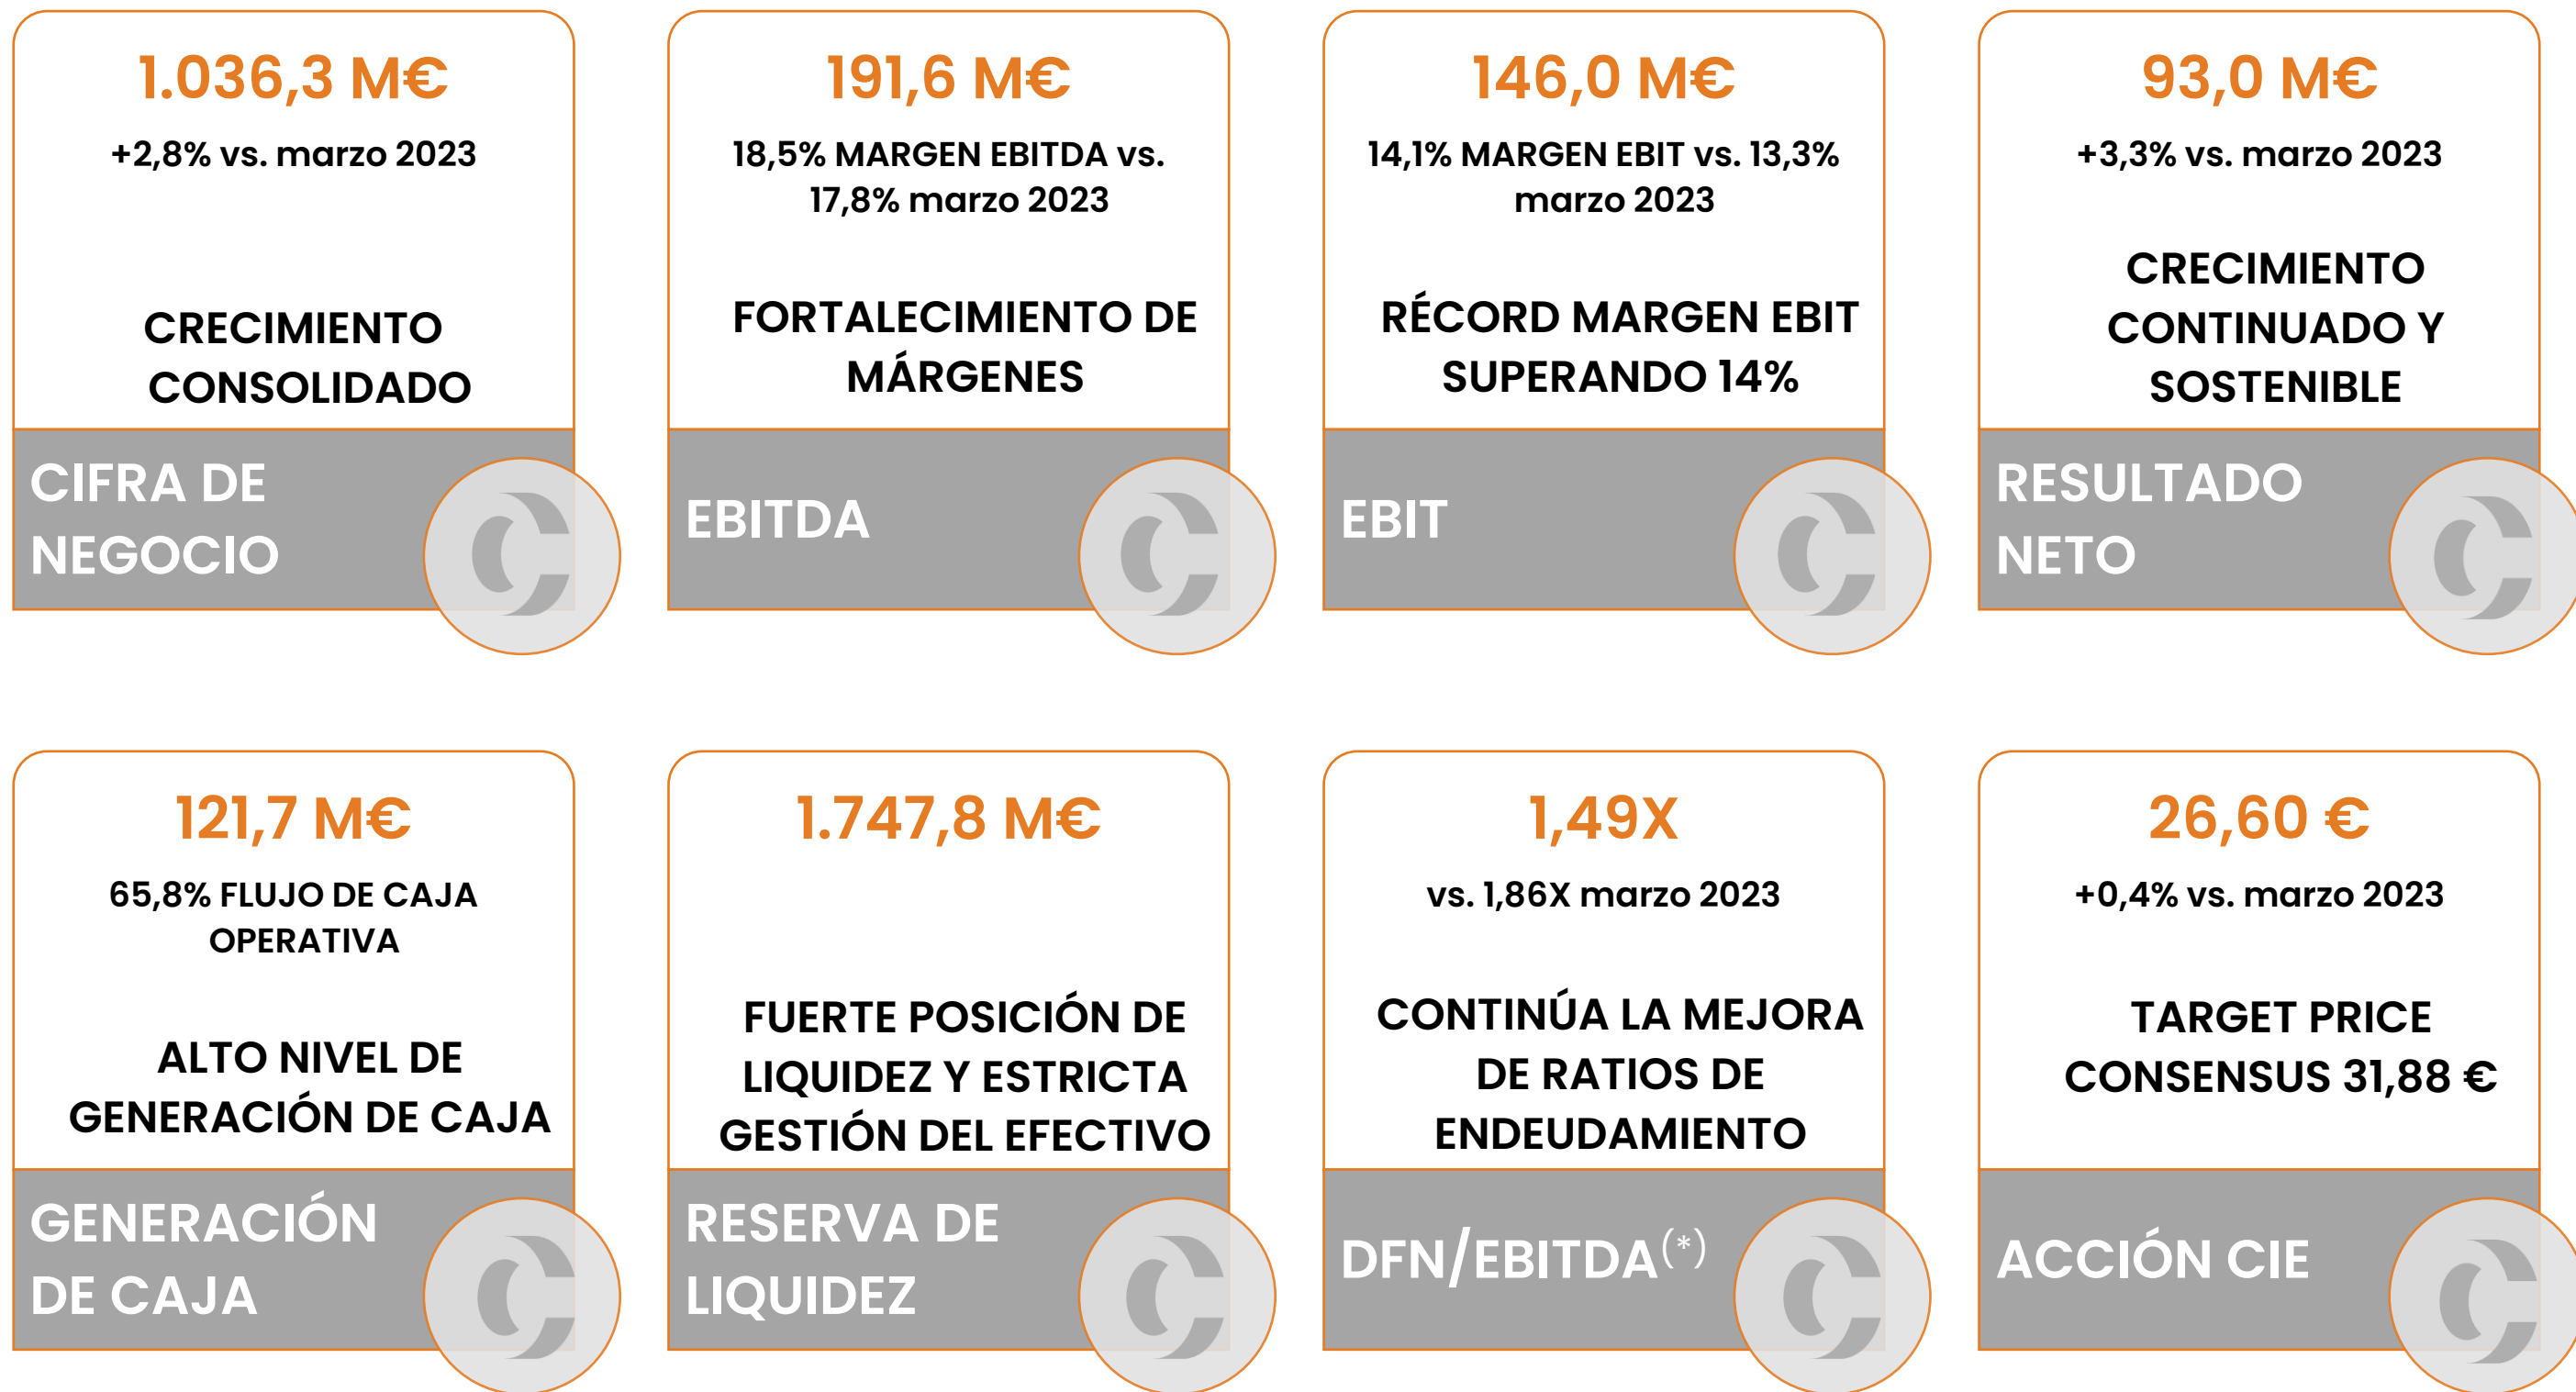 1.036,3 M€
+2,8% vs. marzo 2023
CRECIMIENTO
CONSOLIDADO
CIFRA DE
NEGOCIO
191,6 M€
18,5% MARGEN EBITDA vs.
17,8% marzo 2023
FORTALECIMIENTO DE
MÁRGENES
EBITDA
146,0 M€
14,1% MARGEN EBIT vs. 13,3%
marzo 2023
RÉCORD MARGEN EBIT
SUPERANDO 14%
EBIT
93,0 M€
+3,3% vs. marzo 2023
CRECIMIENTO
CONTINUADO Y
SOSTENIBLE
RESULTADO
NETO
121,7 M€
65,8% FLUJO DE CAJA
OPERATIVA
ALTO NIVEL DE
GENERACIÓN DE CAJA
GENERACIÓN
DE CAJA
1.747,8 M€
FUERTE POSICIÓN DE
LIQUIDEZ Y ESTRICTA
GESTIÓN DEL EFECTIVO
RESERVA DE
LIQUIDEZ
1,49X
vs. 1,86X marzo 2023
CONTINÚA LA MEJORA
DE RATIOS DE
ENDEUDAMIENTO
DFN/EBITDA(*)
26,60 €
+0,4% vs. marzo 2023
TARGET PRICE
CONSENSUS 31,88 €
ACCIÓN CIE